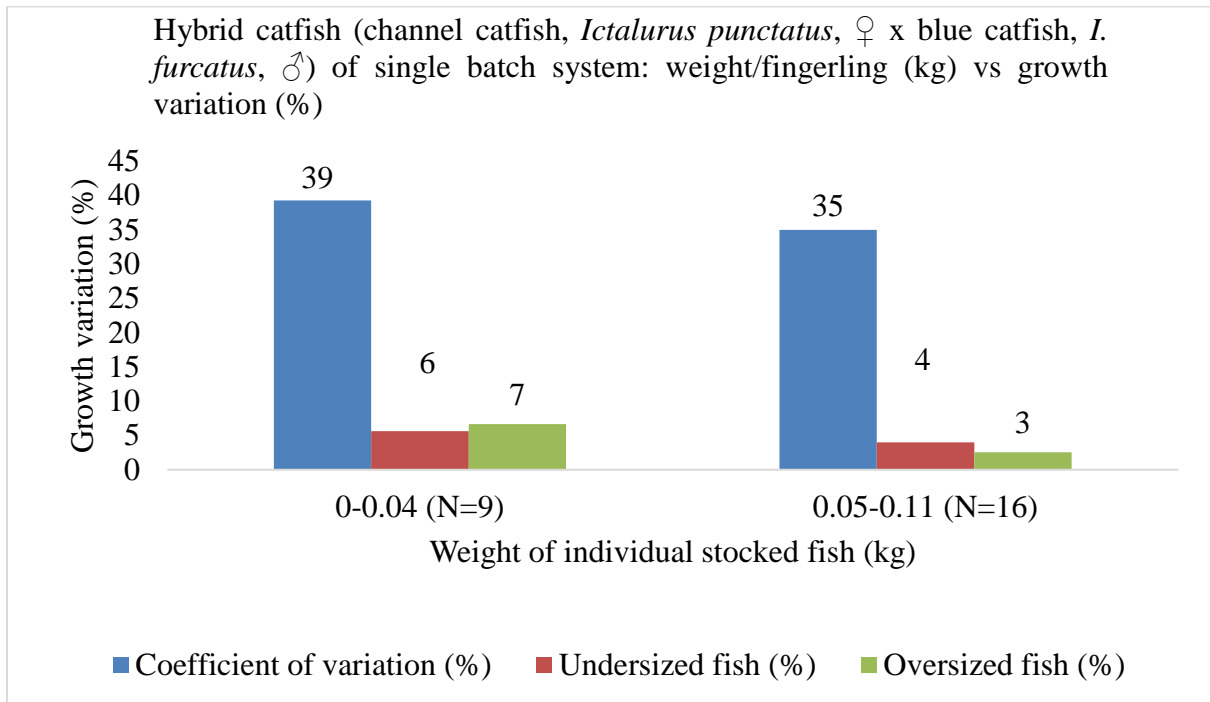 Hybrid catfish (channel catfish, Ictalurus punctatus, ♀ x blue catfish, I.
furcatus, ♂) of single batch system: weight/fingerling (kg) vs growth
variation (%)
Growth variation (%)
45
40
35
30
25
20
15
10
5
0
39
6
7
35
4
3
0-0.04 (N=9)
0.05-0.11 (N=16)
Weight of individual stocked fish (kg)
Coefficient of variation (%)
Undersized fish (%)
Oversized fish (%)